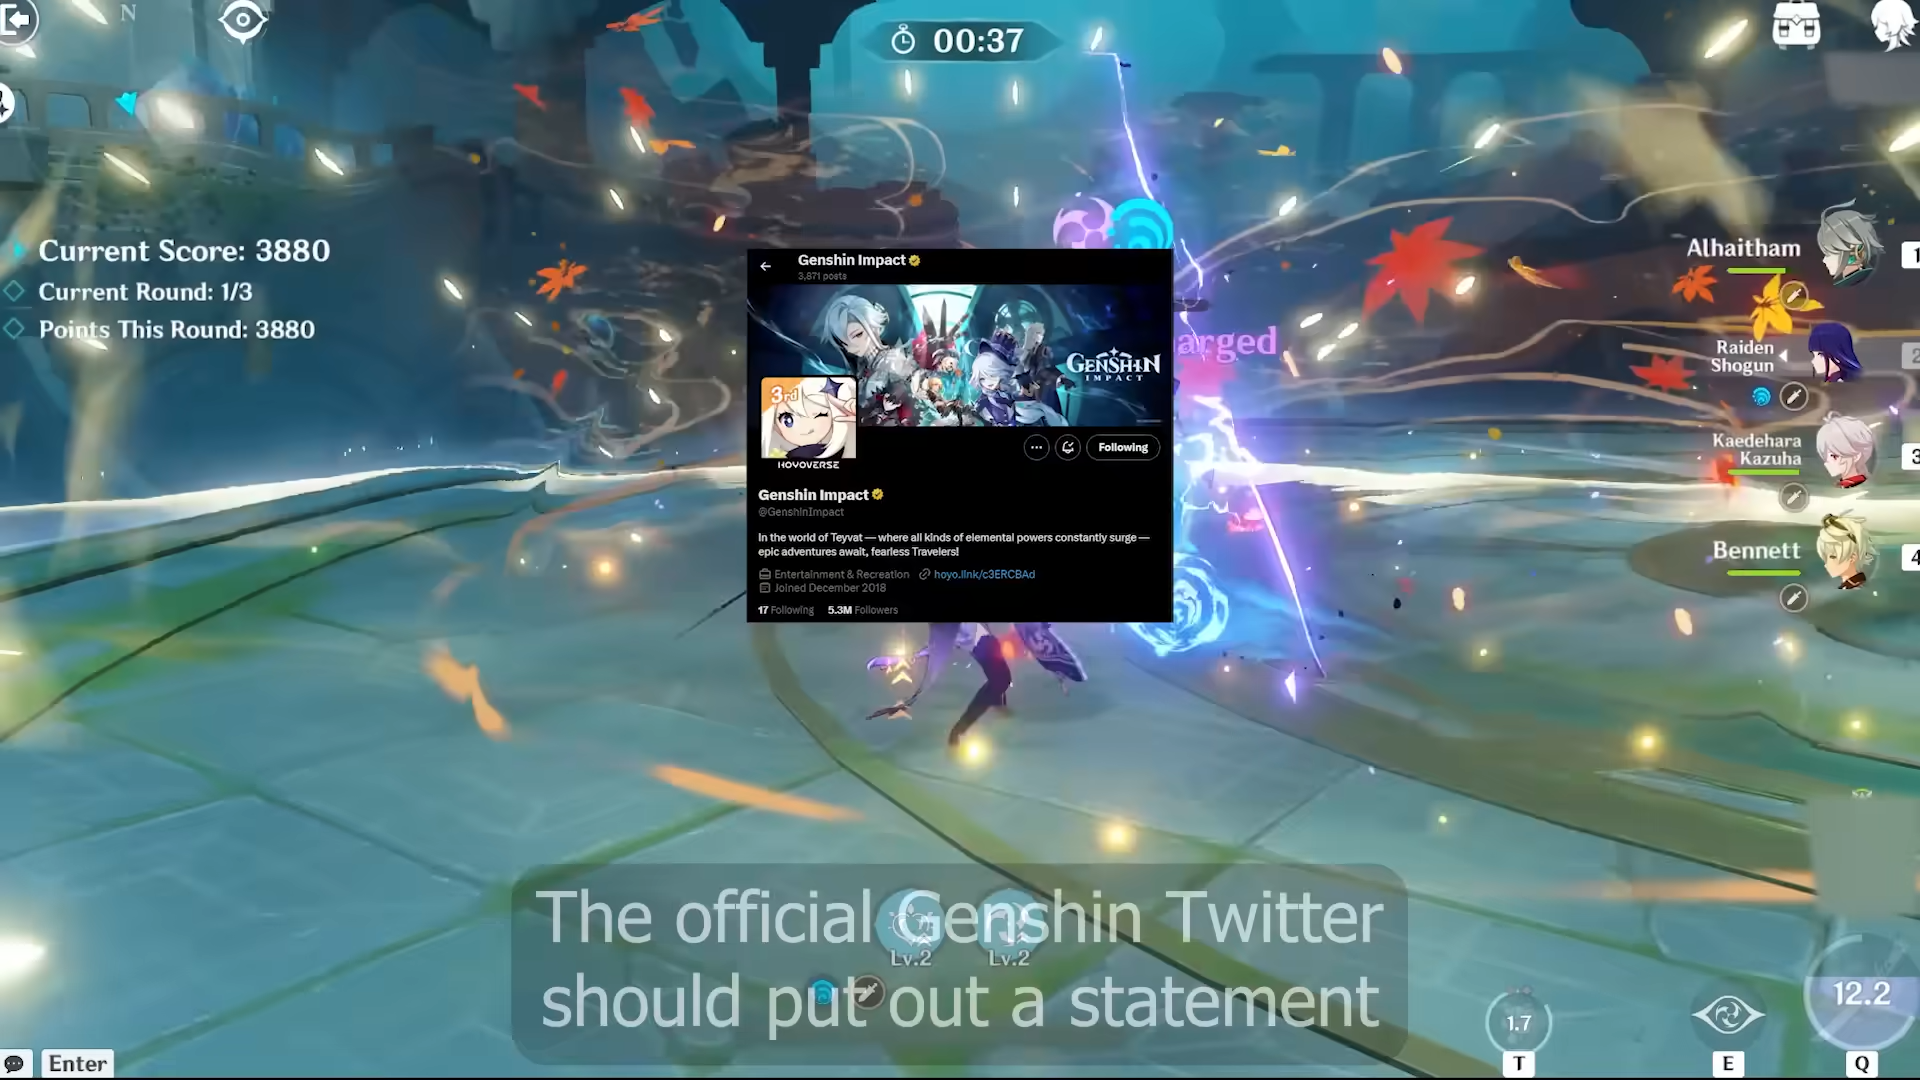 N
00:37
Current Score: 3880
Current Round: 1/3
Points This Round: 3880
Genshin Impact
3,871 posts
GENSHIN
IMPACT
3rd
HOYOVERSE
Following
Genshin Impact
@GenshinImpact
In the world of Teyvat — where all kinds of elemental powers constantly surge —
epic adventures await, fearless Travelers!
Entertainment & Recreation hoyo.link/c3ERCBAd
Joined December 2018
17 Following 5.3M Followers
arged
Alhaitham
1
Raiden
Shogun
2
Kaedehara
Kazuha
3
Bennett
4
The official Genshin Twitter
Lv.2 Lv.2
should put out a statement
1.7
12.2
Enter
T
E
Q